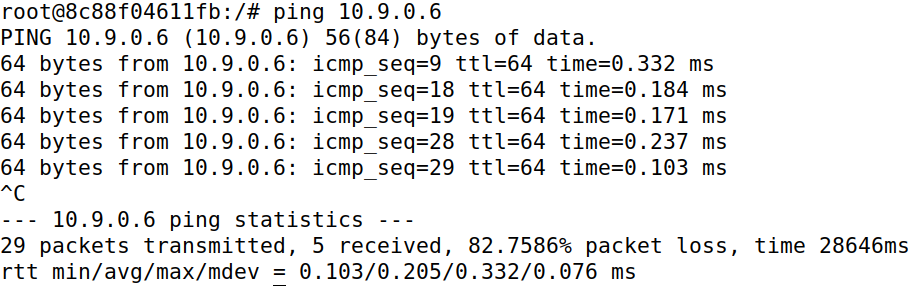 root@8c88f04611fb:/# ping 10.9.0.6
PING 10.9.0.6 (10.9.0.6) 56(84) bytes of data.
64 bytes from 10.9.0.6: icmp_seq=9 ttl=64 time=0.332 ms
64 bytes from 10.9.0.6: icmp_seq=18 ttl=64 time=0.184 ms
64 bytes from 10.9.0.6: icmp_seq=19 ttl=64 time=0.171 ms
64 bytes from 10.9.0.6: icmp_seq=28 ttl=64 time=0.237 ms
64 bytes from 10.9.0.6: icmp_seq=29 ttl=64 time=0.103 ms
^C
--- 10.9.0.6 ping statistics ---
29 packets transmitted, 5 received, 82.7586% packet loss, time 28646ms
rtt min/avg/max/mdev = 0.103/0.205/0.332/0.076 ms